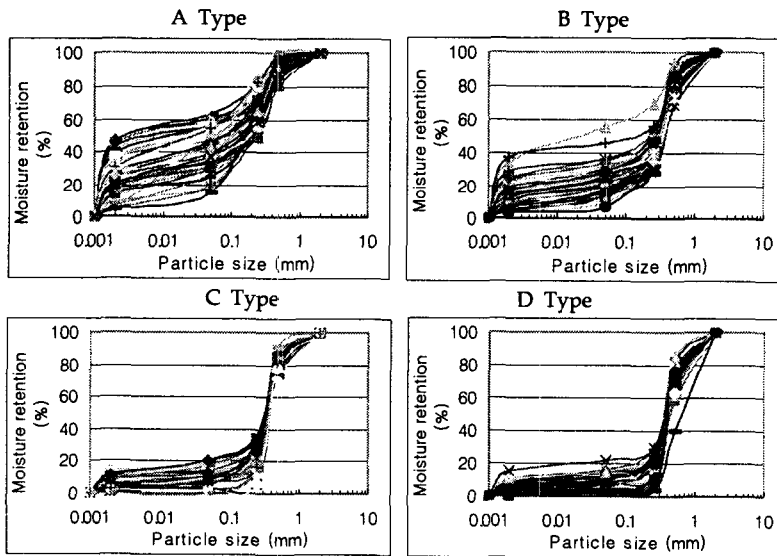 A Type
100
80
60
40
20
0
Moisture retention
(%)
0.001 0.01 0.1 1 10
Particle size (mm)
B Type
100
80
60
40
20
0
Moisture retention
(%)
0.001 0.01 0.1 1 10
Particle size (mm)
C Type
100
80
60
40
20
0
Moisture retention
(%)
0.001 0.01 0.1 1 10
Particle size (mm)
D Type
100
80
60
40
20
0
Moisture retention
(%)
0.001 0.01 0.1 1 10
Particle size (mm)